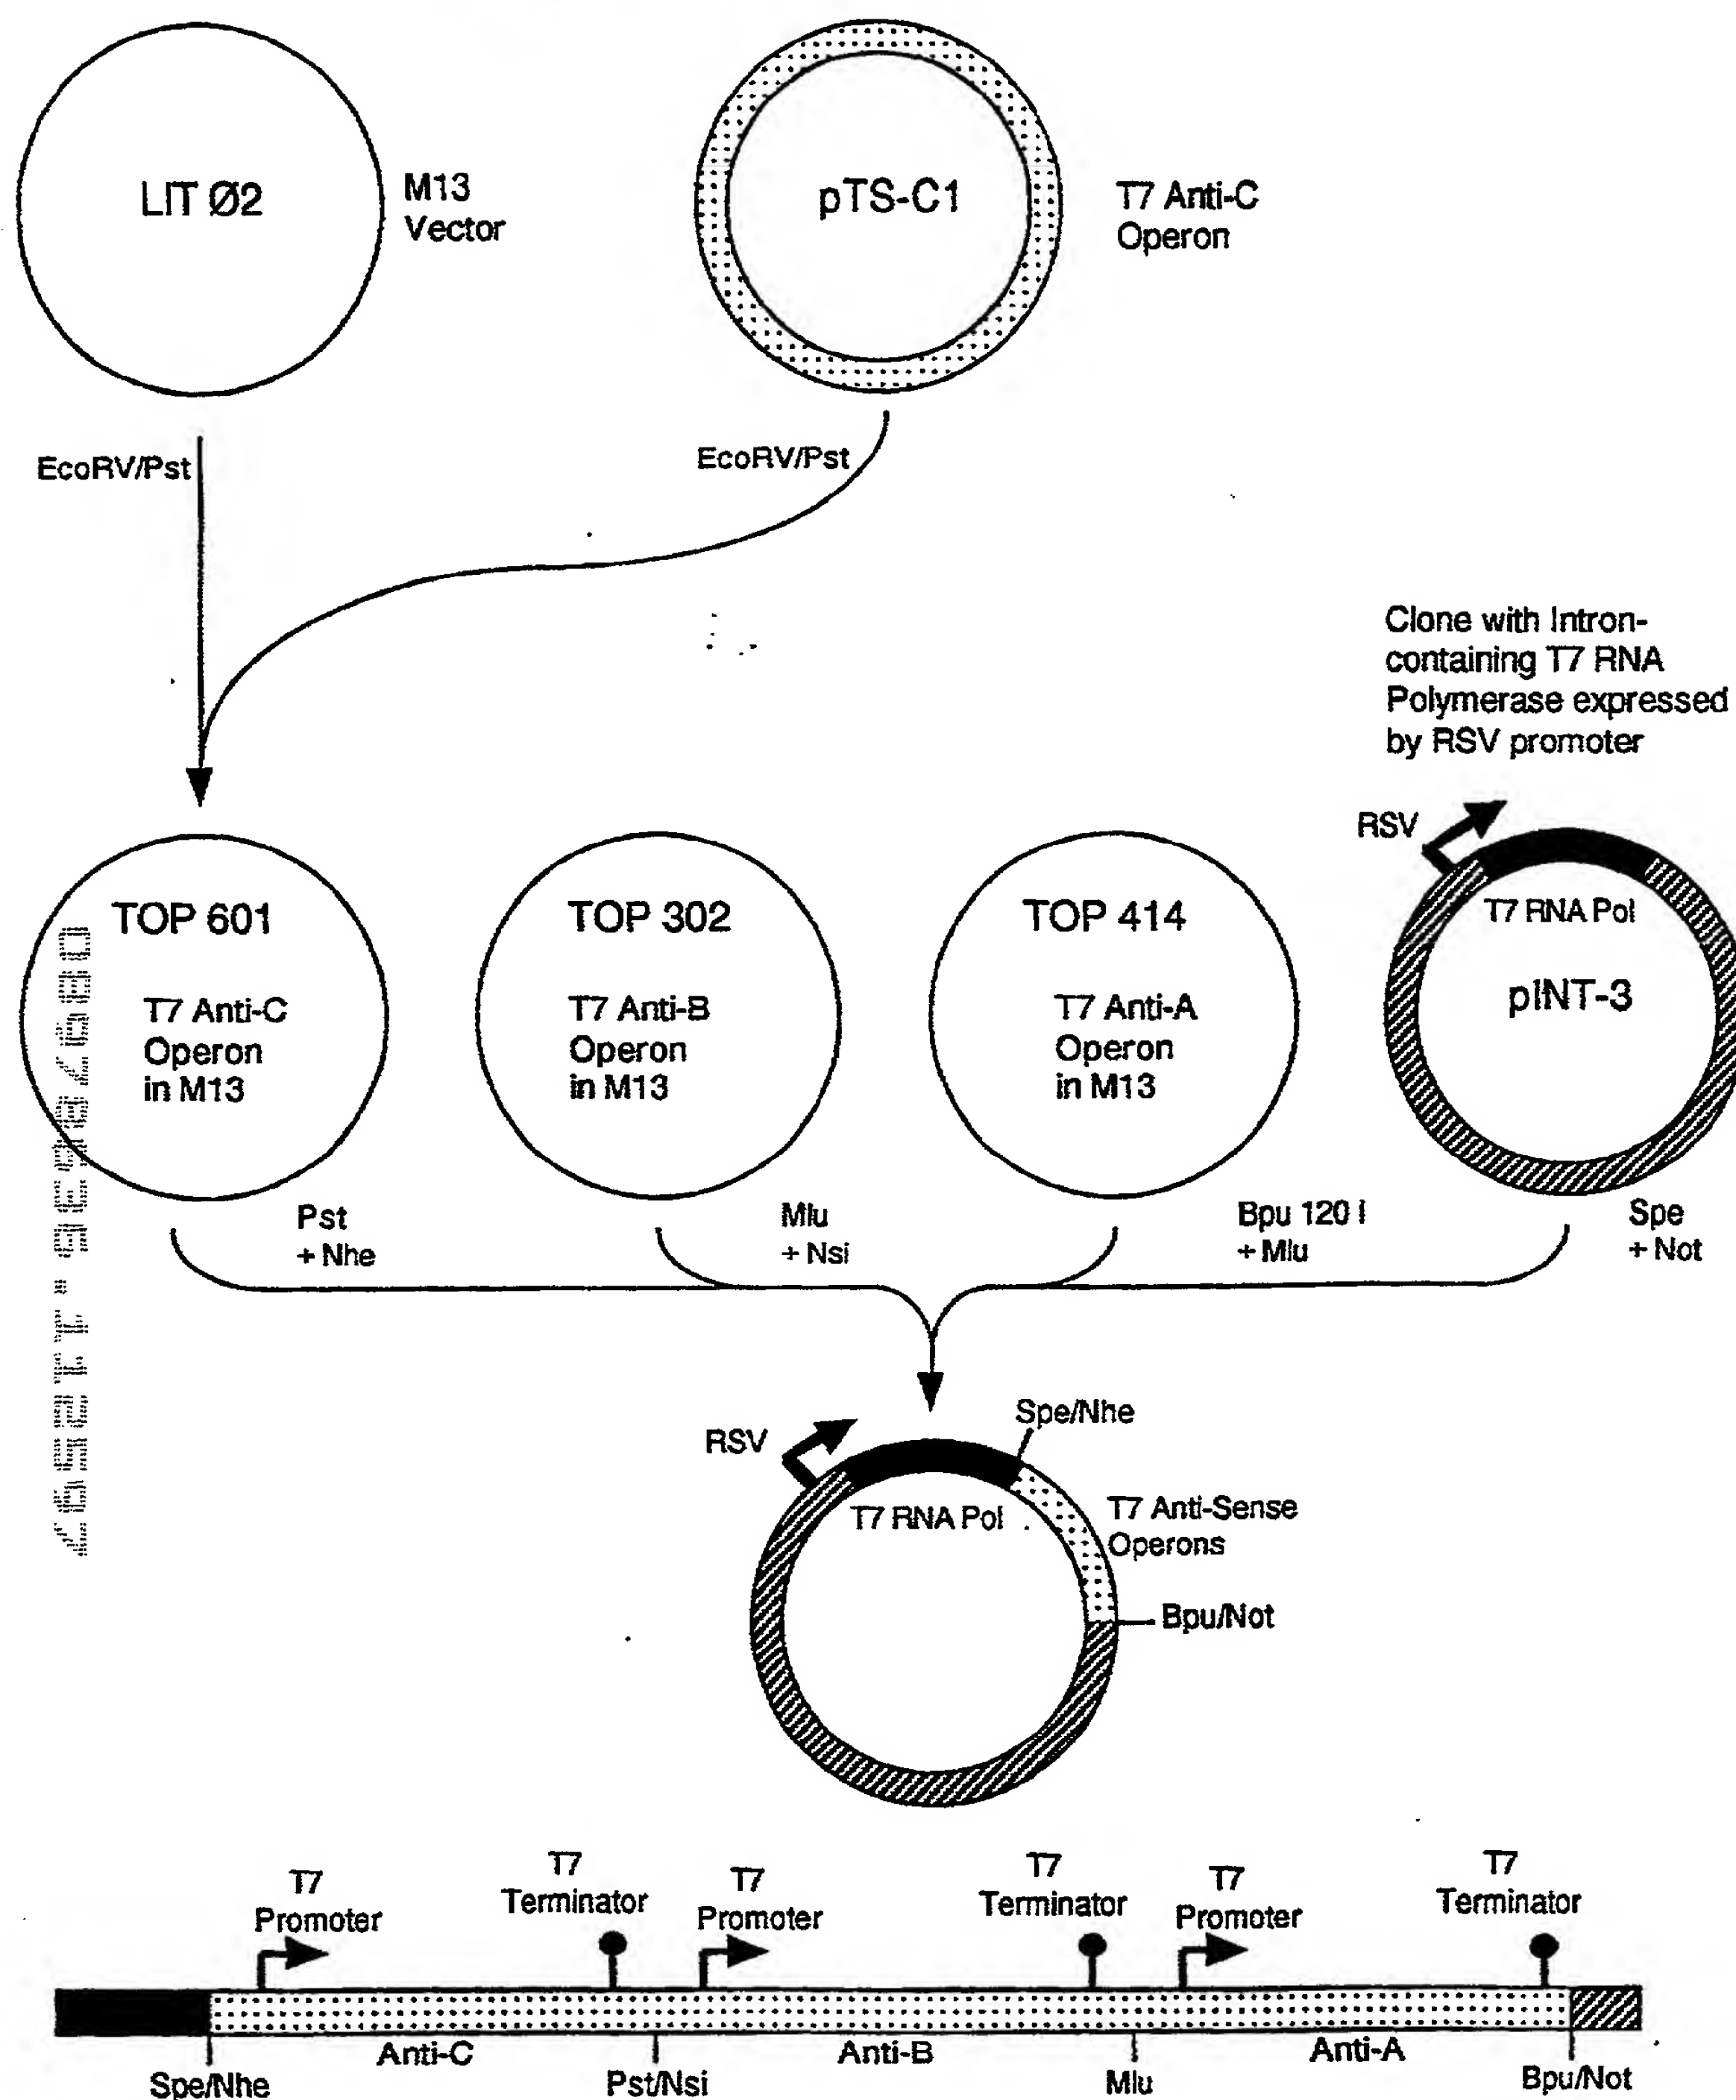 LIT Ø2
M13
Vector
pTS-C1
T7 Anti-C
Operon
EcoRV/Pst
EcoRV/Pst
Clone with Intron-
containing T7 RNA
Polymerase expressed
by RSV promoter
RSV
TOP 601
T7 Anti-C
Operon
in M13
TOP 302
T7 Anti-B
Operon
in M13
TOP 414
T7 Anti-A
Operon
in M13
T7 RNA Pol
pINT-3
Pst
+ Nhe
Mlu
+ Nsi
Bpu 120 I
+ Mlu
Spe
+ Not
RSV
Spe/Nhe
T7 RNA Pol
T7 Anti-Sense
Operons
Bpu/Not
T7
Promoter
T7
Terminator
T7
Promoter
T7
Terminator
T7
Promoter
T7
Terminator
Anti-C
Anti-B
Anti-A
Spe/Nhe
Pst/Nsi
Mlu
Bpu/Not